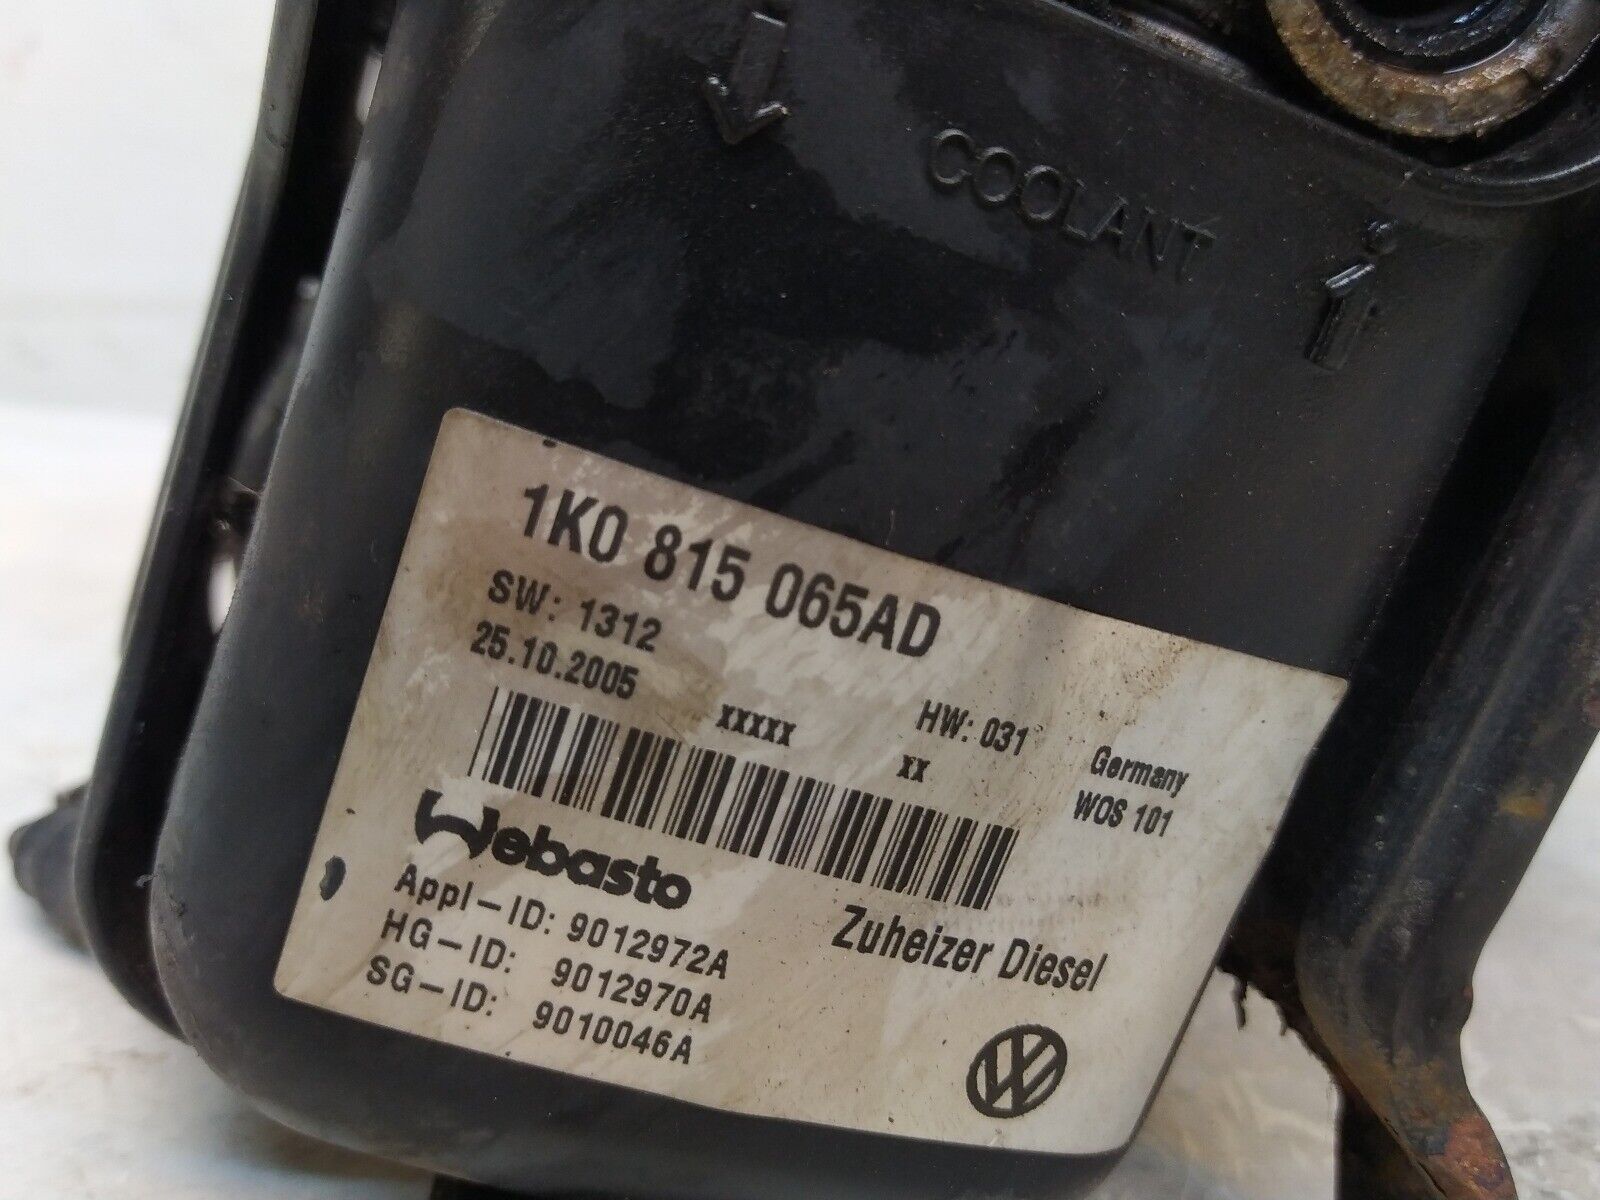 COOLANT
1K0 815 065AD
SW: 1312
HW: 031
25.10.2005
xxxxx
xx
Germany
WOS 101
Webasto
Zuheizer Diesel
Appl-ID: 9012972A
HG-ID: 9012970A
SG-ID: 9010046A
VW